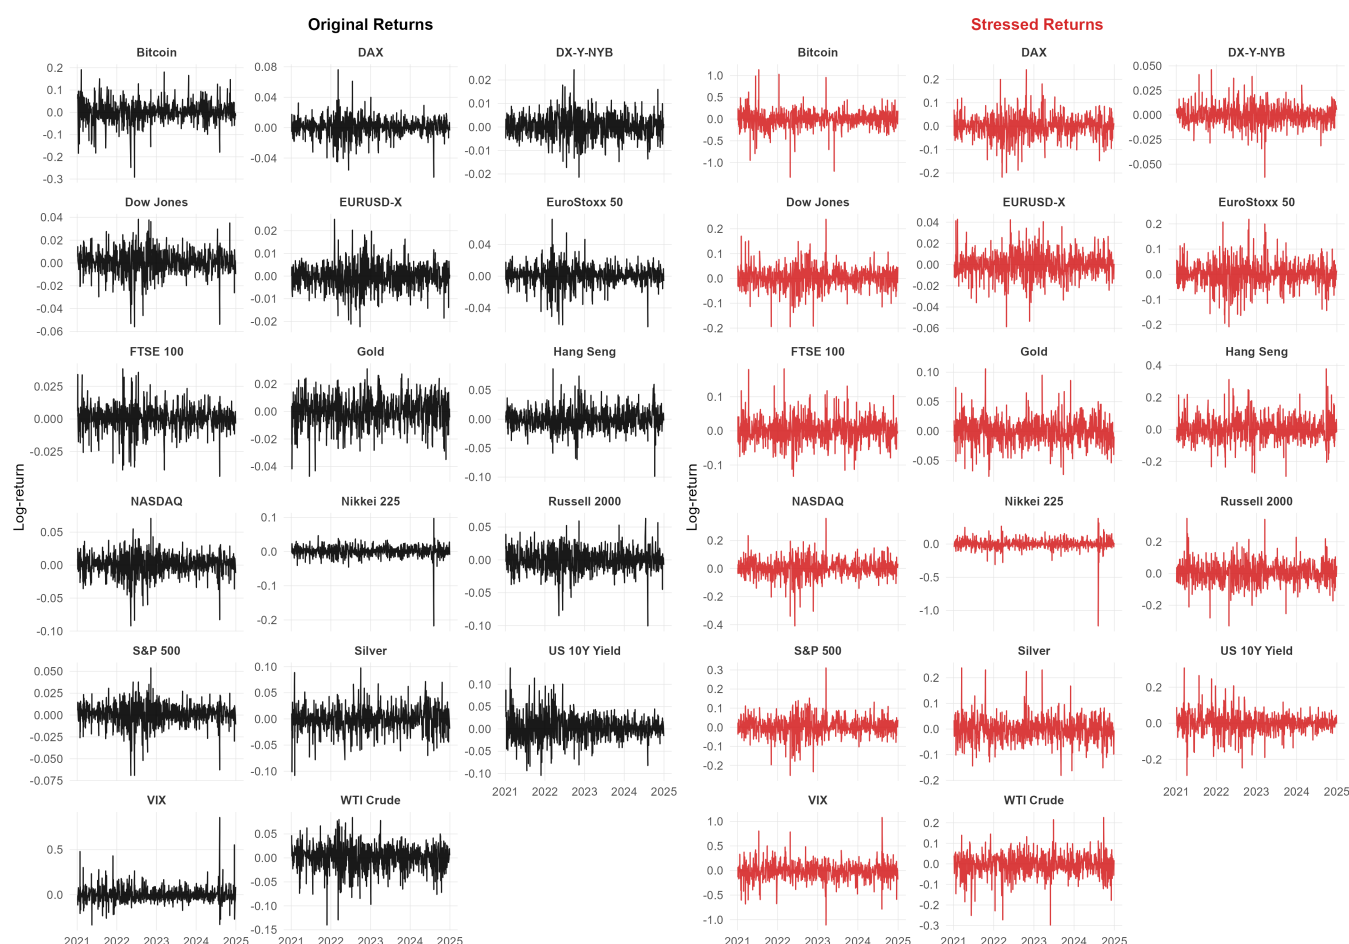 Original Returns
Stressed Returns
Bitcoin DAX DX-Y-NYB
0.2 0.1 0.0 -0.1 -0.2 -0.3
0.08 0.04 0.00 -0.04
0.02 0.01 0.00 -0.01 -0.02
Bitcoin DAX DX-Y-NYB
1.0 0.5 0.0 -0.5 -1.0
0.2 0.1 0.0 -0.1 -0.2
0.050 0.025 0.000 -0.025 -0.050
Dow Jones EURUSD-X EuroStoxx 50
0.04 0.02 0.00 -0.02 -0.04 -0.06
0.02 0.01 0.00 -0.01 -0.02
0.04 0.00 -0.04
Dow Jones EURUSD-X EuroStoxx 50
0.2 0.1 0.0 -0.1 -0.2
0.04 0.02 0.00 -0.02 -0.04 -0.06
0.2 0.1 0.0 -0.1 -0.2
FTSE 100 Gold Hang Seng
0.025 0.000 -0.025
0.02 0.00 -0.02 -0.04
0.05 0.00 -0.05 -0.10
FTSE 100 Gold Hang Seng
0.1 0.0 -0.1
0.10 0.05 0.00 -0.05
0.4 0.2 0.0 -0.2
Log-return
Log-return
NASDAQ Nikkei 225 Russell 2000
0.05 0.00 -0.05 -0.10
0.1 0.0 -0.1 -0.2
0.05 0.00 -0.05 -0.10
NASDAQ Nikkei 225 Russell 2000
0.2 0.0 -0.2 -0.4
0.0 -0.5 -1.0
0.2 0.0 -0.2
S&P 500 Silver US 10Y Yield
0.050 0.025 0.000 -0.025 -0.050 -0.075
0.10 0.05 0.00 -0.05 -0.10
0.10 0.05 0.00 -0.05 -0.10
2021 2022 2023 2024 2025
S&P 500 Silver US 10Y Yield
0.3 0.2 0.1 0.0 -0.1 -0.2
0.2 0.1 0.0 -0.1 -0.2
0.2 0.0 -0.2
2021 2022 2023 2024 2025
VIX WTI Crude
0.5 0.0
0.05 0.00 -0.05 -0.10 -0.15
2021 2022 2023 2024 2025
2021 2022 2023 2024 2025
VIX WTI Crude
1.0 0.5 0.0 -0.5 -1.0
0.2 0.1 0.0 -0.1 -0.2 -0.3
2021 2022 2023 2024 2025
2021 2022 2023 2024 2025